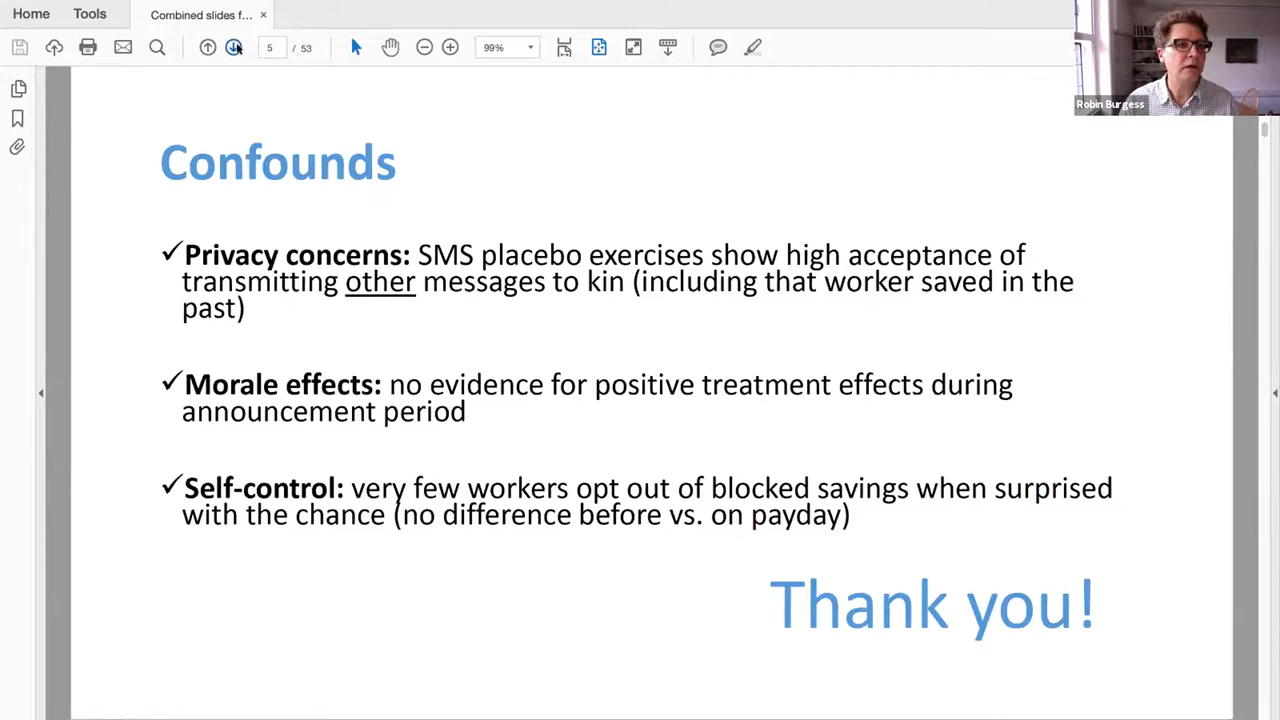 Home Tools Combined slides f... ×
5 / 53 99%
Robin Burgess
Confounds
✓Privacy concerns: SMS placebo exercises show high acceptance of
transmitting other messages to kin (including that worker saved in the
past)
✓Morale effects: no evidence for positive treatment effects during
announcement period
✓Self-control: very few workers opt out of blocked savings when surprised
with the chance (no difference before vs. on payday)
Thank you!